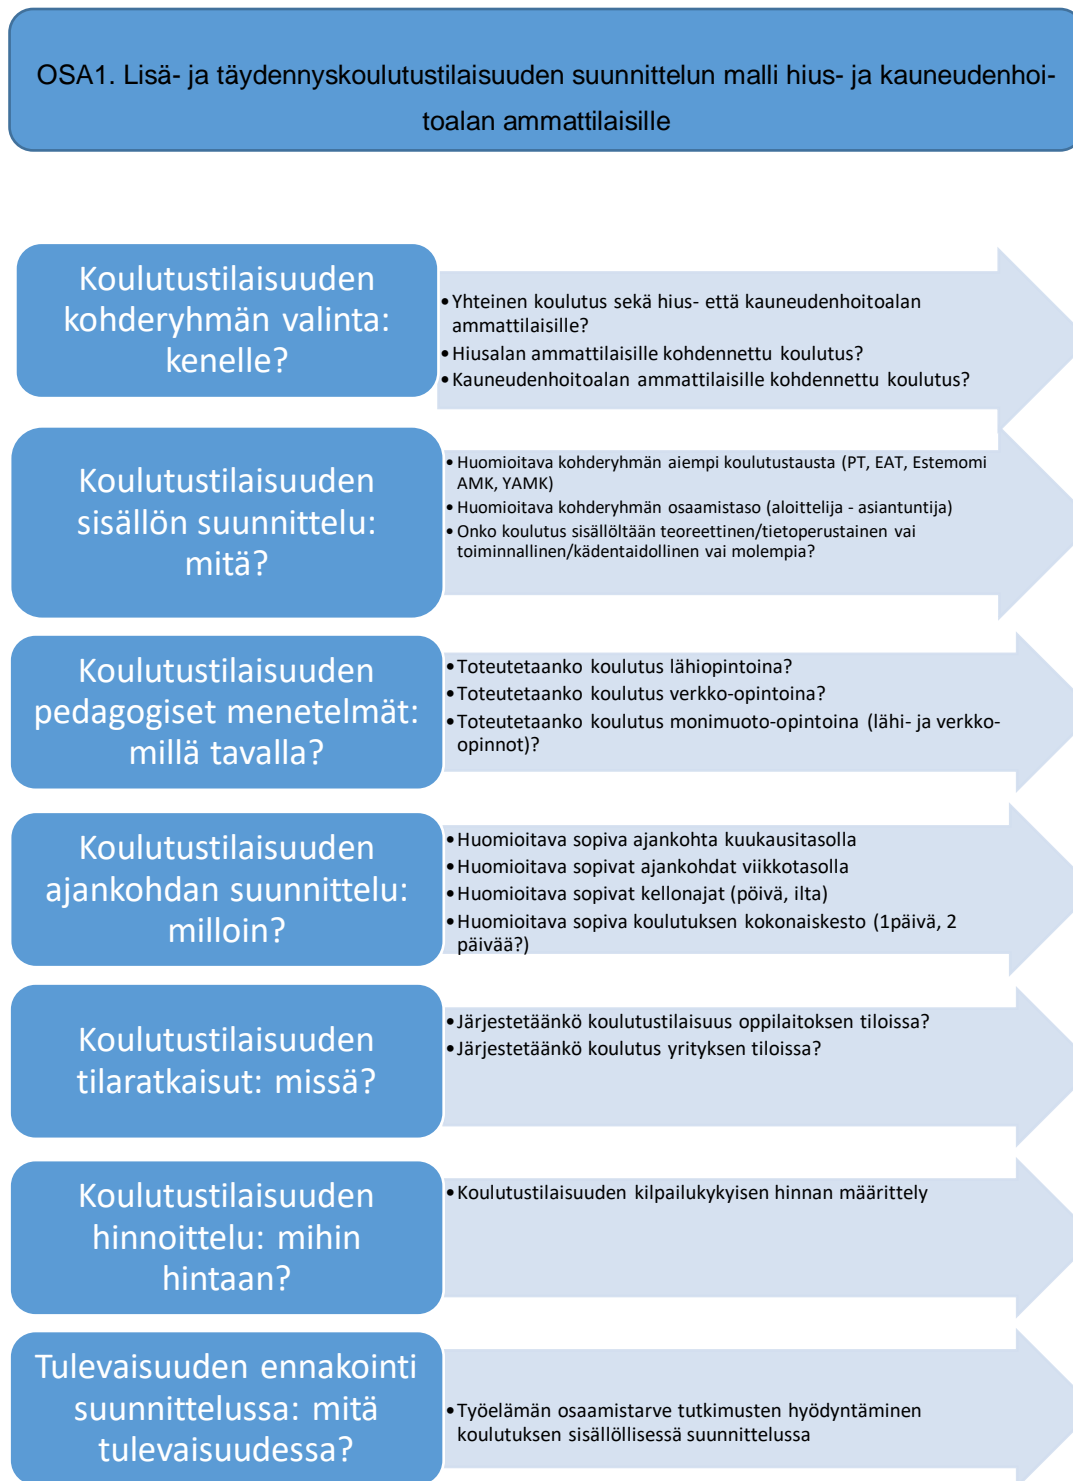 OSA1. Lisä- ja täydennyskoulutustilaisuuden suunnittelun malli hius- ja kauneudenhoi-
toalan ammattilaisille
Koulutustilaisuuden
kohderyhmän valinta:
kenelle?
•Yhteinen koulutus sekä hius- että kauneudenhoitoalan
ammattilaisille?
•Hiusalan ammattilaisille kohdennettu koulutus?
•Kauneudenhoitoalan ammattilaisille kohdennettu koulutus?
Koulutustilaisuuden
sisällön suunnittelu:
mitä?
•Huomioitava kohderyhmän aiempi koulutustausta (PT, EAT, Estemomi
AMK, YAMK)
•Huomioitava kohderyhmän osaamistaso (aloittelija - asiantuntija)
•Onko koulutus sisällöltään teoreettinen/tietoperustainen vai
toiminnallinen/kädentaidollinen vai molempia?
Koulutustilaisuuden
pedagogiset menetelmät:
millä tavalla?
•Toteutetaanko koulutus lähiopintoina?
•Toteutetaanko koulutus verkko-opintoina?
•Toteutetaanko koulutus monimuoto-opintoina (lähi- ja verkko-
opinnot)?
Koulutustilaisuuden
ajankohdan suunnittelu:
milloin?
•Huomioitava sopiva ajankohta kuukausitasolla
•Huomioitava sopivat ajankohdat viikkotasolla
•Huomioitava sopivat kellonajat (pöivä, ilta)
•Huomioitava sopiva koulutuksen kokonaiskesto (1päivä, 2
päivää?)
Koulutustilaisuuden
tilaratkaisut: missä?
•Järjestetäänkö koulutustilaisuus oppilaitoksen tiloissa?
•Järjestetäänkö koulutus yrityksen tiloissa?
Koulutustilaisuuden
hinnoittelu: mihin
hintaan?
•Koulutustilaisuuden kilpailukykyisen hinnan määrittely
Tulevaisuuden ennakointi
suunnittelussa: mitä
tulevaisuudessa?
•Työelämän osaamistarve tutkimusten hyödyntäminen
koulutuksen sisällöllisessä suunnittelussa